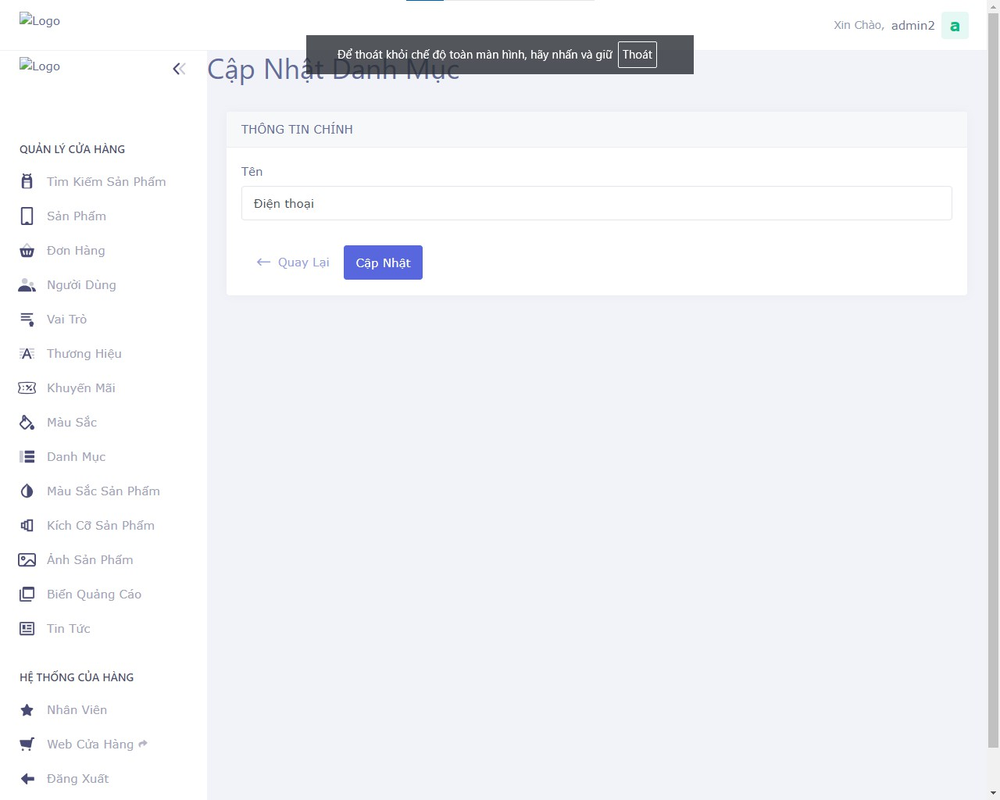 Logo
Xin Chào, admin2 a
Để thoát khỏi chế độ toàn màn hình, hãy nhấn và giữ Thoát
Logo
Cập Nhật Danh Mục
THÔNG TIN CHÍNH
Tên
Điện thoại
Quay Lại
Cập Nhật
QUẢN LÝ CỬA HÀNG
Tìm Kiếm Sản Phẩm
Sản Phẩm
Đơn Hàng
Người Dùng
Vai Trò
Thương Hiệu
Khuyến Mãi
Màu Sắc
Danh Mục
Màu Sắc Sản Phẩm
Kích Cỡ Sản Phẩm
Ảnh Sản Phẩm
Biển Quảng Cáo
Tin Tức
HỆ THỐNG CỦA HÀNG
Nhân Viên
Web Cửa Hàng
Đăng Xuất